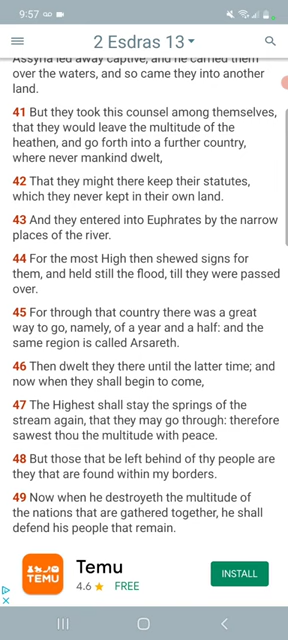 9:57
2 Esdras 13
Assyria led away captive, and he carried them
over the waters, and so came they into another
land.
41 But they took this counsel among themselves,
that they would leave the multitude of the
heathen, and go forth into a further country,
where never mankind dwelt,
42 That they might there keep their statutes,
which they never kept in their own land.
43 And they entered into Euphrates by the narrow
places of the river.
44 For the most High then shewed signs for
them, and held still the flood, till they were passed
over.
45 For through that country there was a great
way to go, namely, of a year and a half: and the
same region is called Arsareth.
46 Then dwelt they there until the latter time; and
now when they shall begin to come,
47 The Highest shall stay the springs of the
stream again, that they may go through: therefore
sawest thou the multitude with peace.
48 But those that be left behind of thy people are
they that are found within my borders.
49 Now when he destroyeth the multitude of
the nations that are gathered together, he shall
defend his people that remain.
TEMU
Temu
4.6 ★ FREE
INSTALL